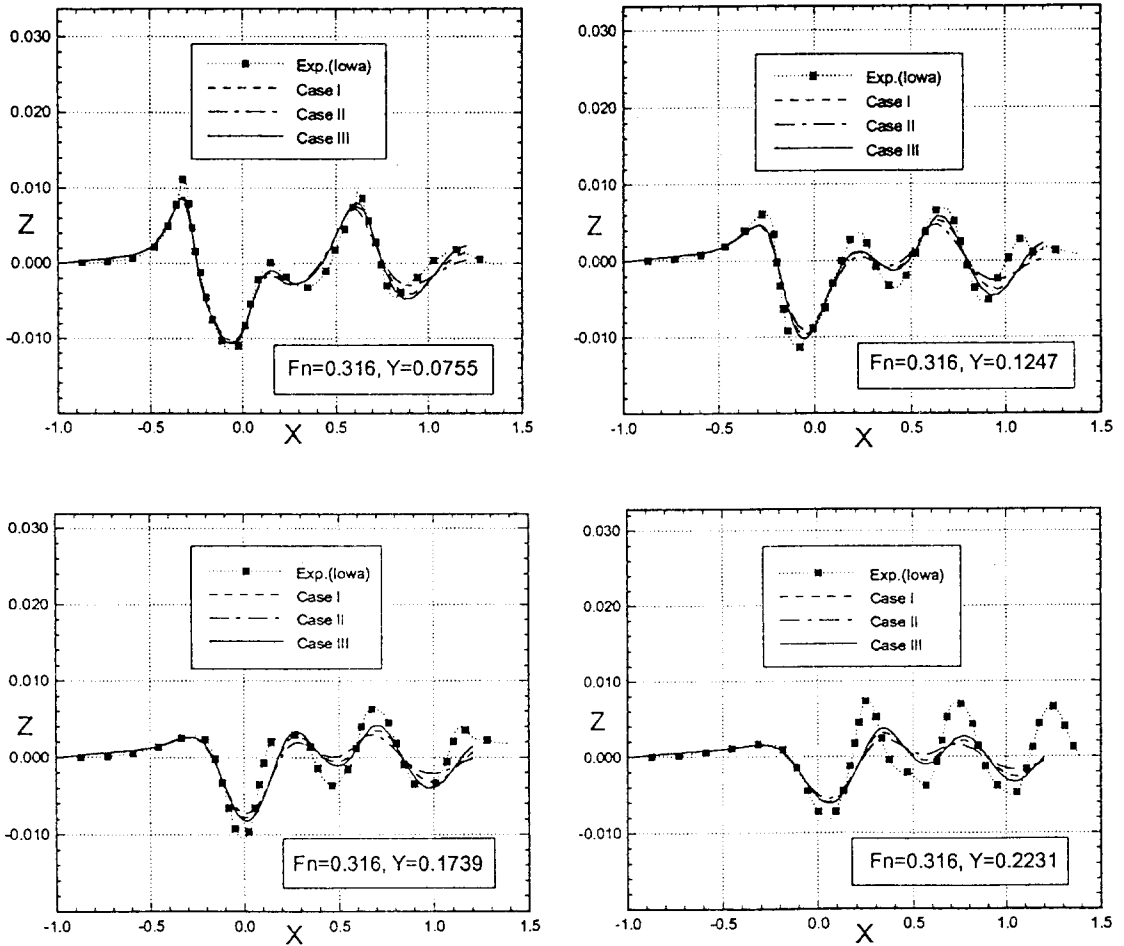 0.030
0.020
0.010
0.000
-0.010
Z
Exp.(Iowa)
Case I
Case II
Case III
Fn=0.316, Y=0.0755
-1.0 -0.5 0.0 0.5 1.0 1.5
X
0.030
0.020
0.010
0.000
-0.010
Z
Exp.(Iowa)
Case I
Case II
Case III
Fn=0.316, Y=0.1247
-1.0 -0.5 0.0 0.5 1.0 1.5
X
0.030
0.020
0.010
0.000
-0.010
Z
Exp.(Iowa)
Case I
Case II
Case III
Fn=0.316, Y=0.1739
-1.0 -0.5 0.0 0.5 1.0 1.5
X
0.030
0.020
0.010
0.000
-0.010
Z
Exp.(Iowa)
Case I
Case II
Case III
Fn=0.316, Y=0.2231
-1.0 -0.5 0.0 0.5 1.0 1.5
X